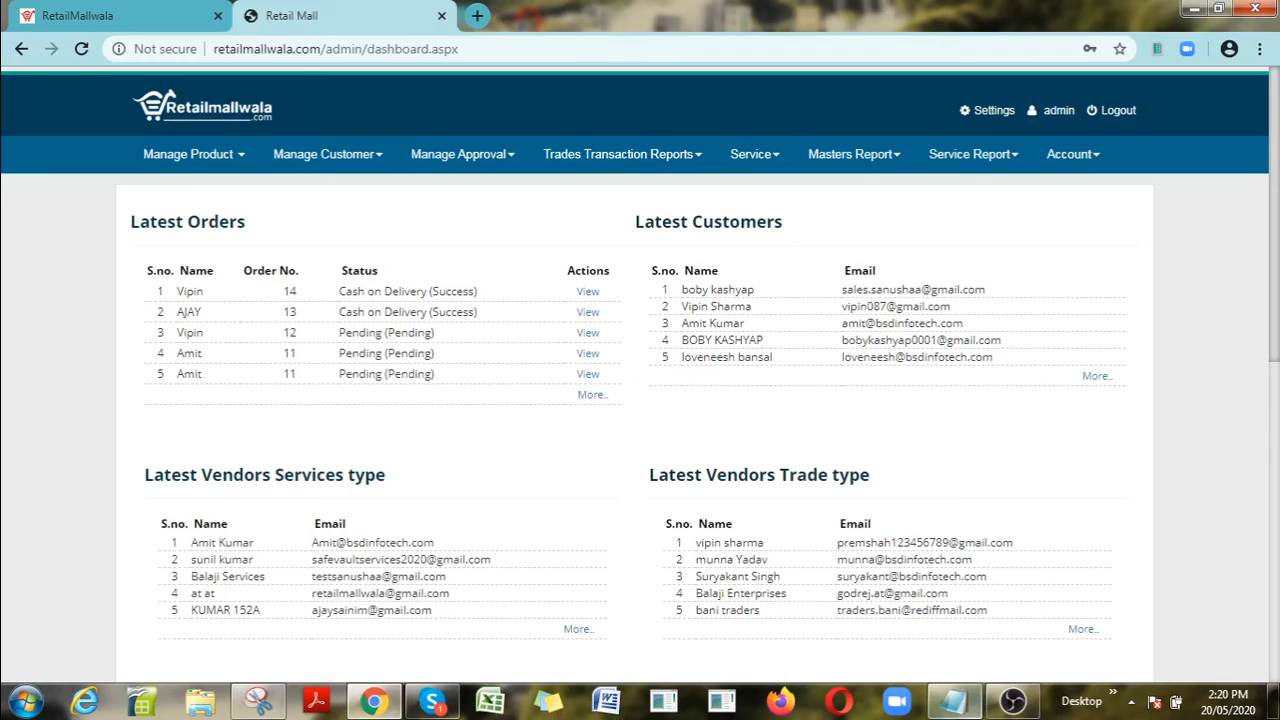 RetailMallwala
Retail Mall
Not secure
retailmallwala.com/admin/dashboard.aspx
Retailmallwala
.com
Settings admin Logout
Manage Product Manage Customer Manage Approval Trades Transaction Reports Service Masters Report Service Report Account
Latest Orders
S.no. Name Order No. Status Actions
1 Vipin 14 Cash on Delivery (Success) View
2 AJAY 13 Cash on Delivery (Success) View
3 Vipin 12 Pending (Pending) View
4 Amit 11 Pending (Pending) View
5 Amit 11 Pending (Pending) View
More..
Latest Customers
S.no. Name Email
1 boby kashyap sales.sanushaa@gmail.com
2 Vipin Sharma vipin087@gmail.com
3 Amit Kumar amit@bsdinfotech.com
4 BOBY KASHYAP bobykashyap0001@gmail.com
5 loveneesh bansal loveneesh@bsdinfotech.com
More..
Latest Vendors Services type
S.no. Name Email
1 Amit Kumar Amit@bsdinfotech.com
2 sunil kumar safevaultservices2020@gmail.com
3 Balaji Services testsanushaa@gmail.com
4 at at retailmallwala@gmail.com
5 KUMAR 152A ajaysainim@gmail.com
More..
Latest Vendors Trade type
S.no. Name Email
1 vipin sharma premshah123456789@gmail.com
2 munna Yadav munna@bsdinfotech.com
3 Suryakant Singh suryakant@bsdinfotech.com
4 Balaji Enterprises godrej.at@gmail.com
5 bani traders traders.bani@rediffmail.com
More..
Desktop
2:20 PM
20/05/2020